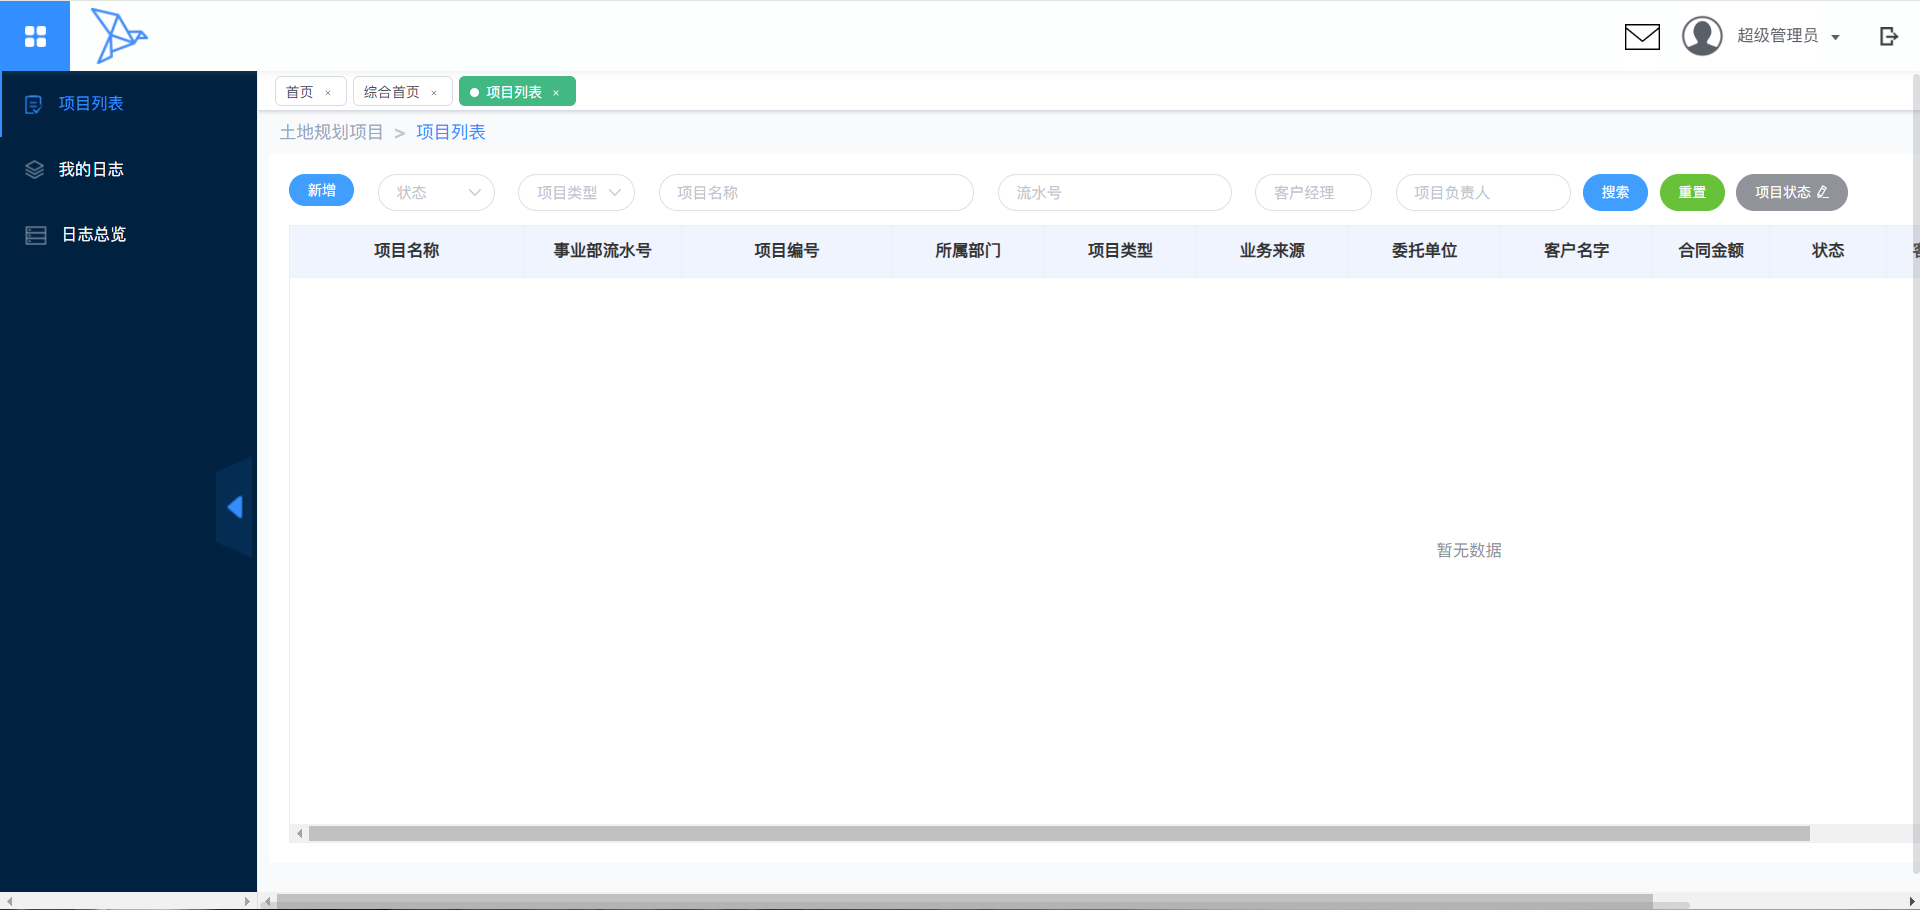 超级管理员
首页 ×
综合首页 ×
项目列表 ×
项目列表
我的日志
日志总览
土地规划项目 > 项目列表
新增
状态
项目类型
项目名称
流水号
客户经理
项目负责人
搜索
重置
项目状态
项目名称 事业部流水号 项目编号 所属部门 项目类型 业务来源 委托单位 客户名字 合同金额 状态
暂无数据